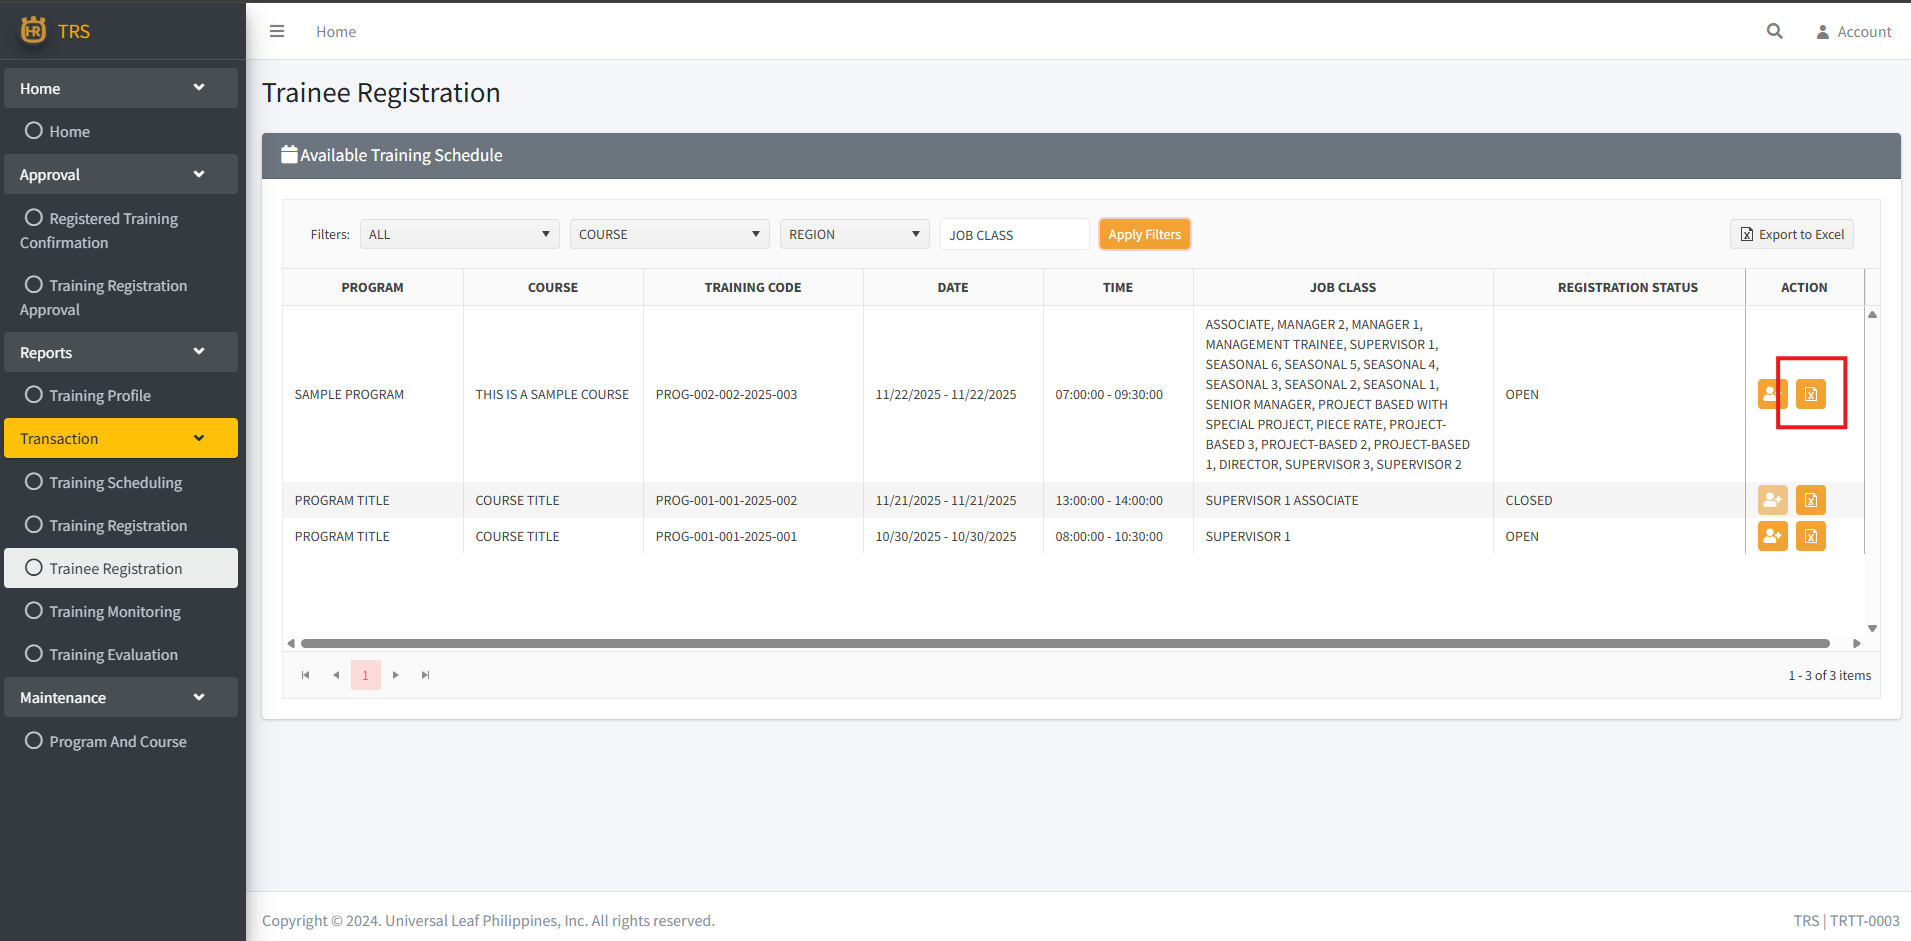 TRS
Home
Home
Approval
Registered Training
Confirmation
Training Registration
Approval
Reports
Training Profile
Transaction
Training Scheduling
Training Registration
Trainee Registration
Training Monitoring
Training Evaluation
Maintenance
Program And Course
Home
Account
Trainee Registration
Available Training Schedule
Filters: ALL COURSE REGION JOB CLASS Apply Filters Export to Excel
PROGRAM COURSE TRAINING CODE DATE TIME JOB CLASS REGISTRATION STATUS ACTION
SAMPLE PROGRAM THIS IS A SAMPLE COURSE PROG-002-002-2025-003 11/22/2025 - 11/22/2025 07:00:00 - 09:30:00
ASSOCIATE, MANAGER 2, MANAGER 1,
MANAGEMENT TRAINEE, SUPERVISOR 1,
SEASONAL 6, SEASONAL 5, SEASONAL 4,
SEASONAL 3, SEASONAL 2, SEASONAL 1,
SENIOR MANAGER, PROJECT BASED WITH
SPECIAL PROJECT, PIECE RATE, PROJECT-
BASED 3, PROJECT-BASED 2, PROJECT-BASED
1, DIRECTOR, SUPERVISOR 3, SUPERVISOR 2
OPEN
PROGRAM TITLE COURSE TITLE PROG-001-001-2025-002 11/21/2025 - 11/21/2025 13:00:00 - 14:00:00 SUPERVISOR 1 ASSOCIATE CLOSED
PROGRAM TITLE COURSE TITLE PROG-001-001-2025-001 10/30/2025 - 10/30/2025 08:00:00 - 10:30:00 SUPERVISOR 1 OPEN
1
1 - 3 of 3 items
Copyright © 2024. Universal Leaf Philippines, Inc. All rights reserved.
TRS | TRTT-0003